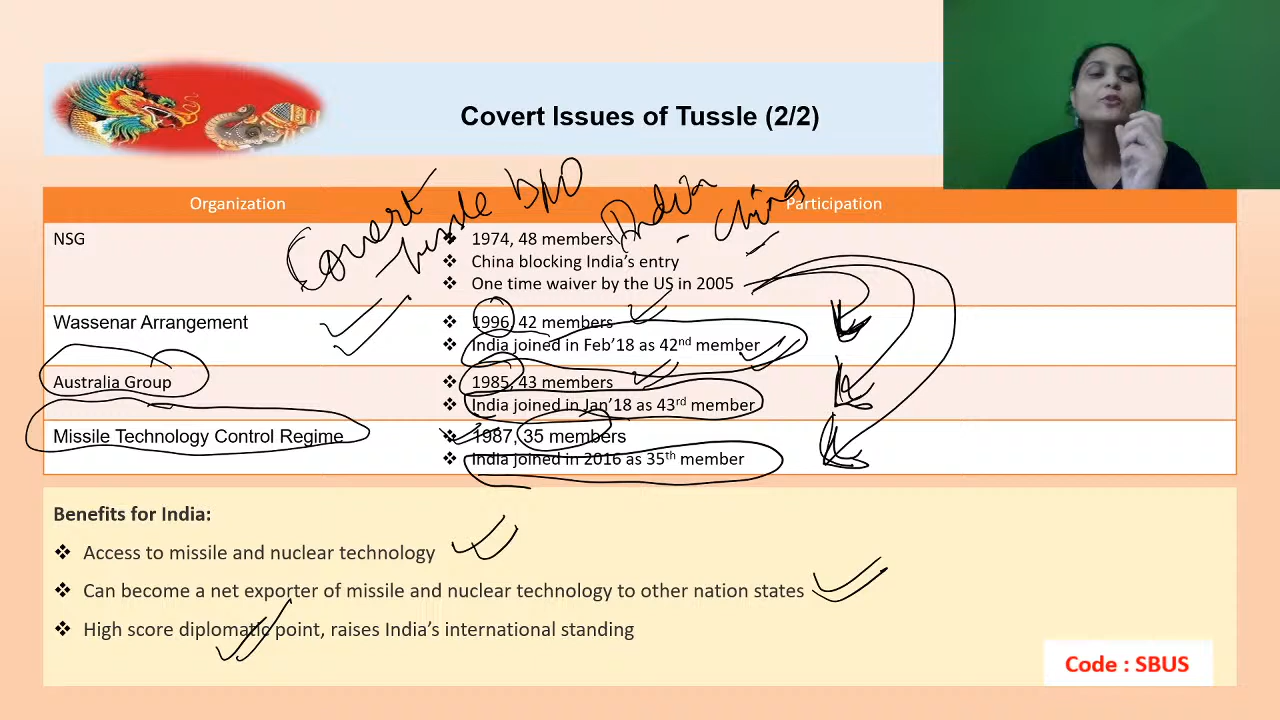 Covert Issues of Tussle (2/2)
Organization
Participation
Covert
Tussle b/w
India
- China
NSG
❖ 1974, 48 members
❖ China blocking India's entry
❖ One time waiver by the US in 2005
Wassenar Arrangement
❖ 1996, 42 members
❖ India joined in Feb'18 as 42nd member
Australia Group
❖ 1985, 43 members
❖ India joined in Jan'18 as 43rd member
Missile Technology Control Regime
❖ 1987, 35 members
❖ India joined in 2016 as 35th member
Benefits for India:
❖ Access to missile and nuclear technology
❖ Can become a net exporter of missile and nuclear technology to other nation states
❖ High score diplomatic point, raises India's international standing
Code : SBUS